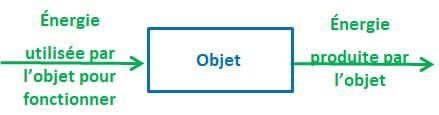 Énergie
utilisée par
l'objet pour
fonctionner
Objet
Énergie
produite par
l'objet